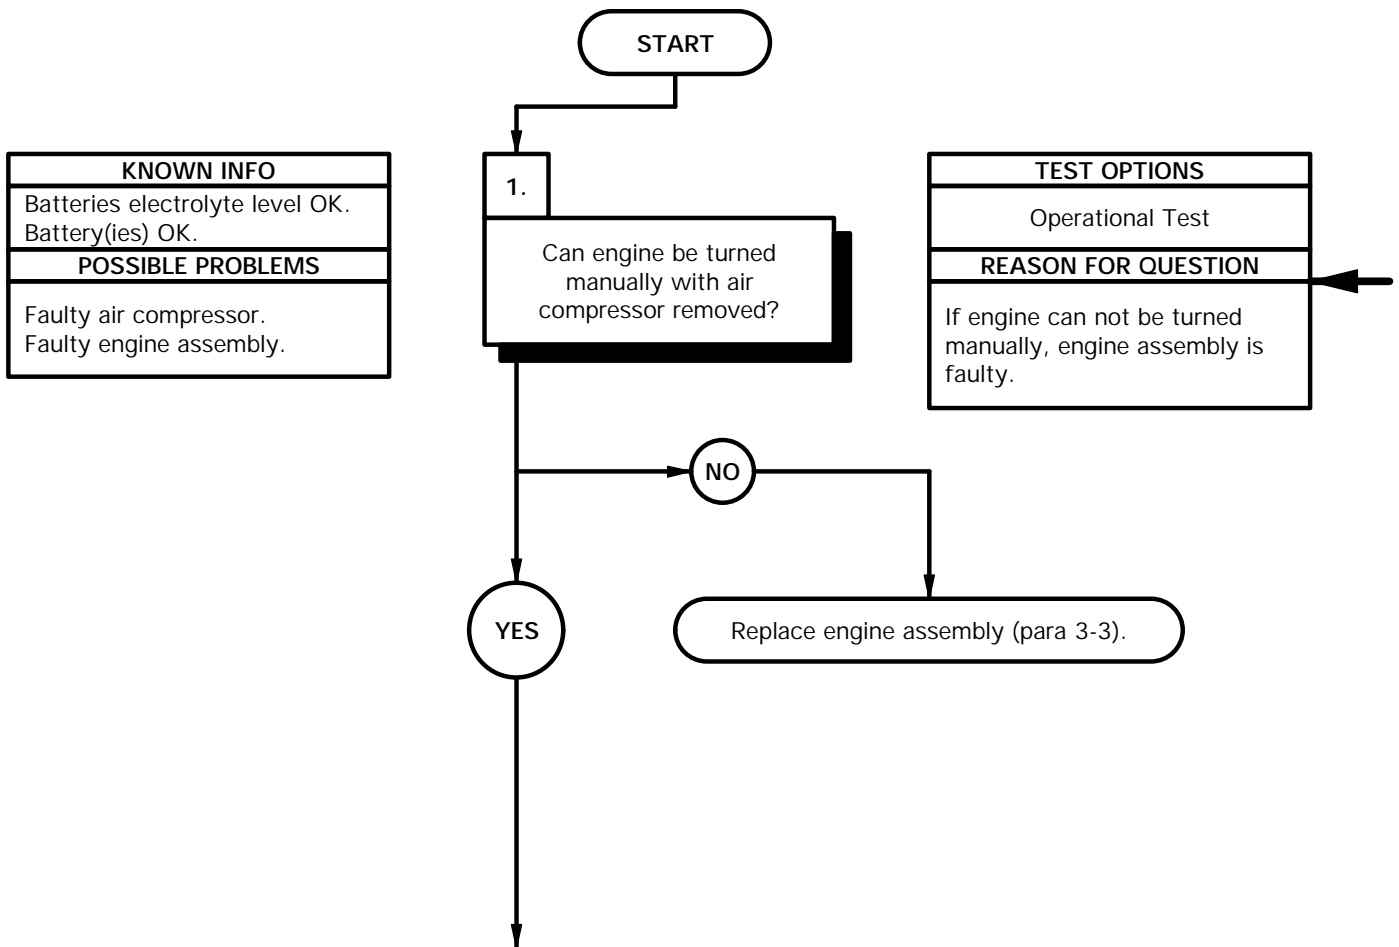 START
KNOWN INFO
Batteries electrolyte level OK.
Battery(ies) OK.
POSSIBLE PROBLEMS
Faulty air compressor.
Faulty engine assembly.
1.
Can engine be turned
manually with air
compressor removed?
TEST OPTIONS
Operational Test
REASON FOR QUESTION
If engine can not be turned
manually, engine assembly is
faulty.
NO
YES
Replace engine assembly (para 3-3).